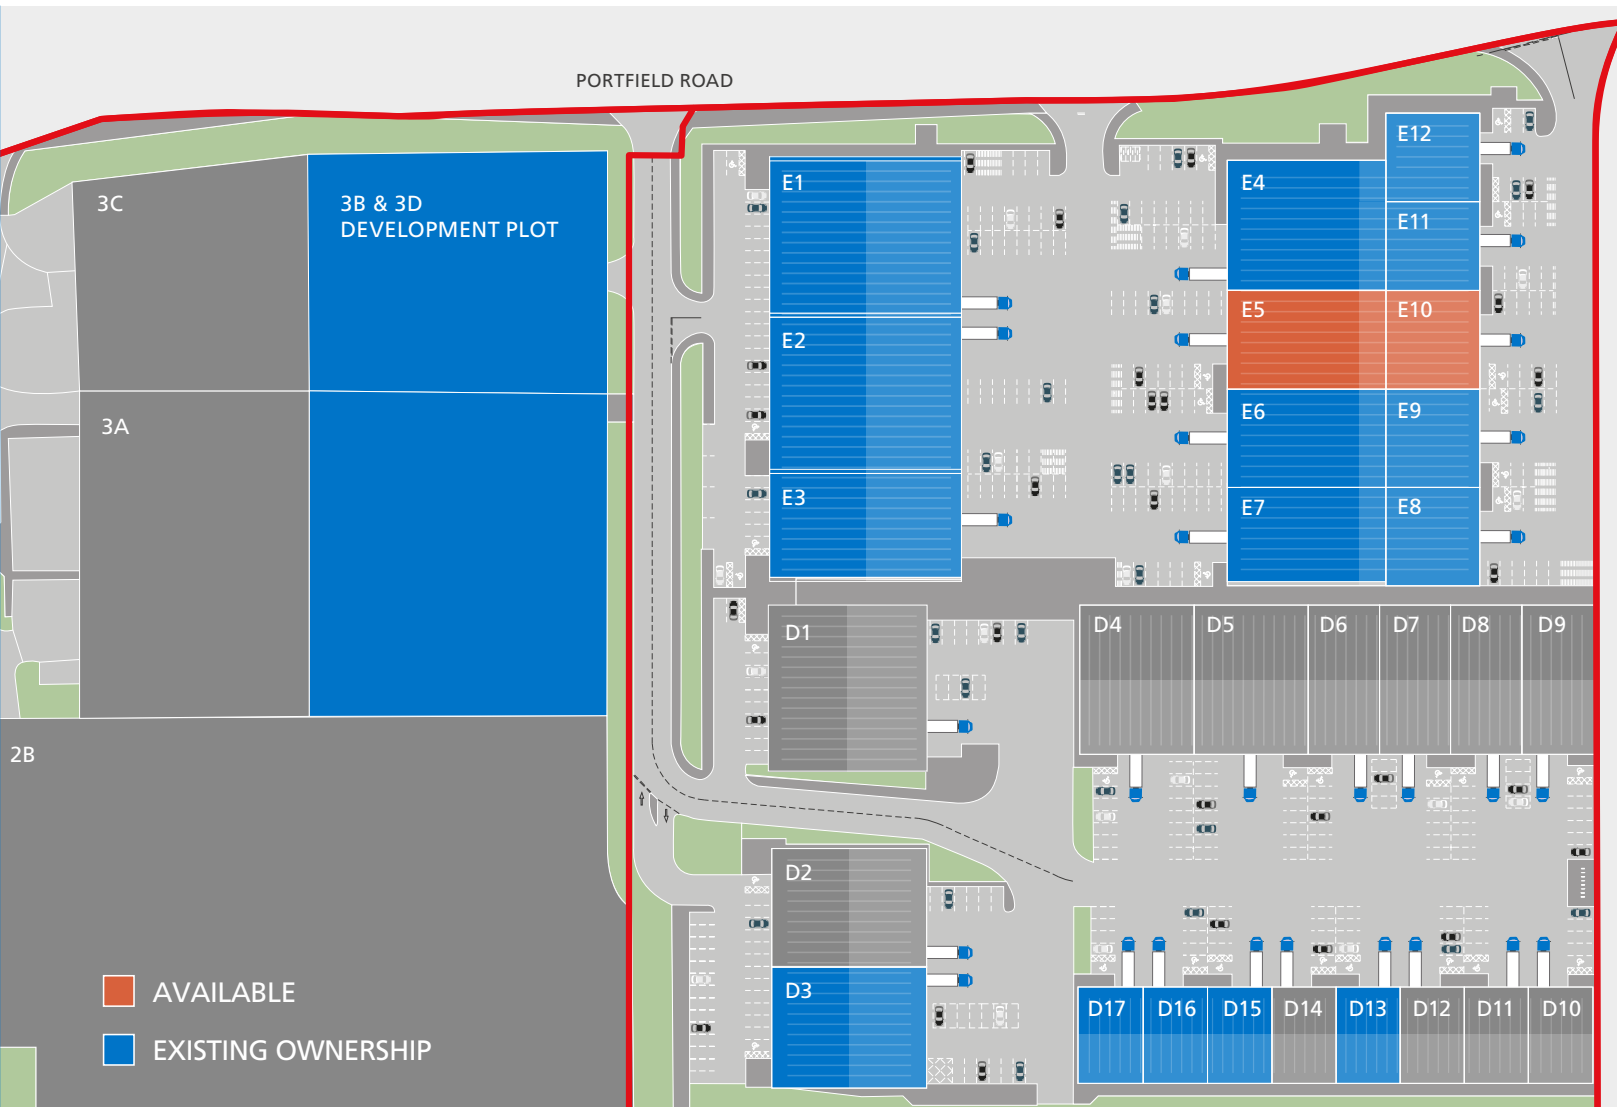 PORTFIELD ROAD
3C
3B & 3D
DEVELOPMENT PLOT
3A
2B
E1
E2
E3
E4
E12
E11
E5
E10
E6
E9
E7
E8
D1
D4
D5
D6
D7
D8
D9
D2
D3
D17
D16
D15
D14
D13
D12
D11
D10
AVAILABLE
EXISTING OWNERSHIP